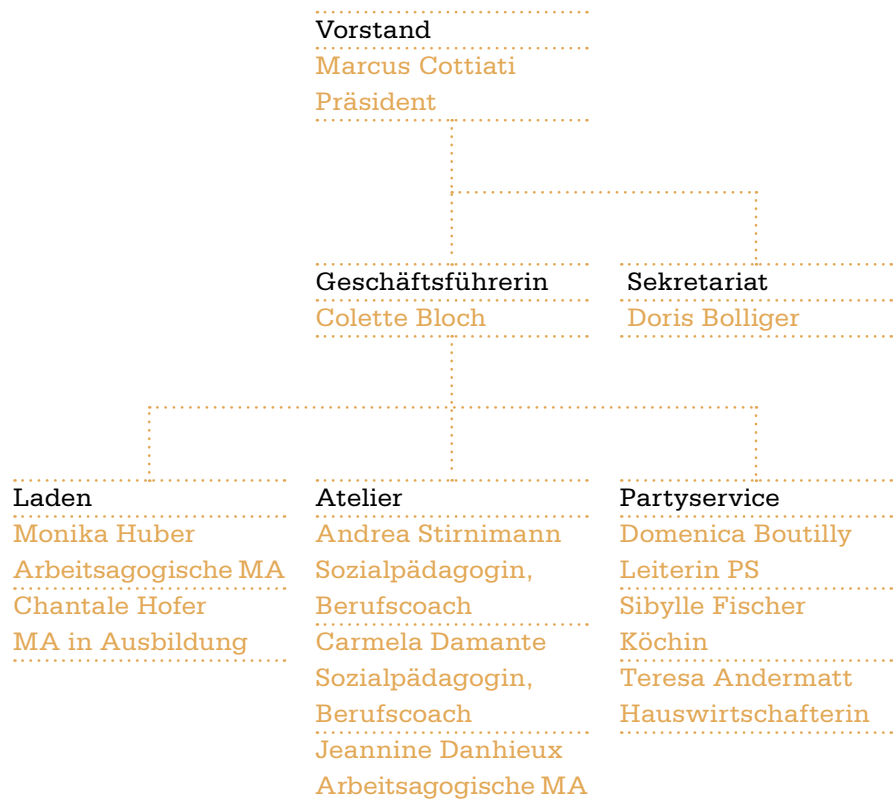 Vorstand
Marcus Cottiati
Präsident
Geschäftsführerin
Colette Bloch
Sekretariat
Doris Bolliger
Laden
Monika Huber
Arbeitsagogische MA
Chantale Hofer
MA in Ausbildung
Atelier
Andrea Stirnimann
Sozialpädagogin,
Berufscoach
Carmela Damante
Sozialpädagogin,
Berufscoach
Jeannine Danhieux
Arbeitsagogische MA
Partyservice
Domenica Boutilly
Leiterin PS
Sibylle Fischer
Köchin
Teresa Andermatt
Hauswirtschafterin